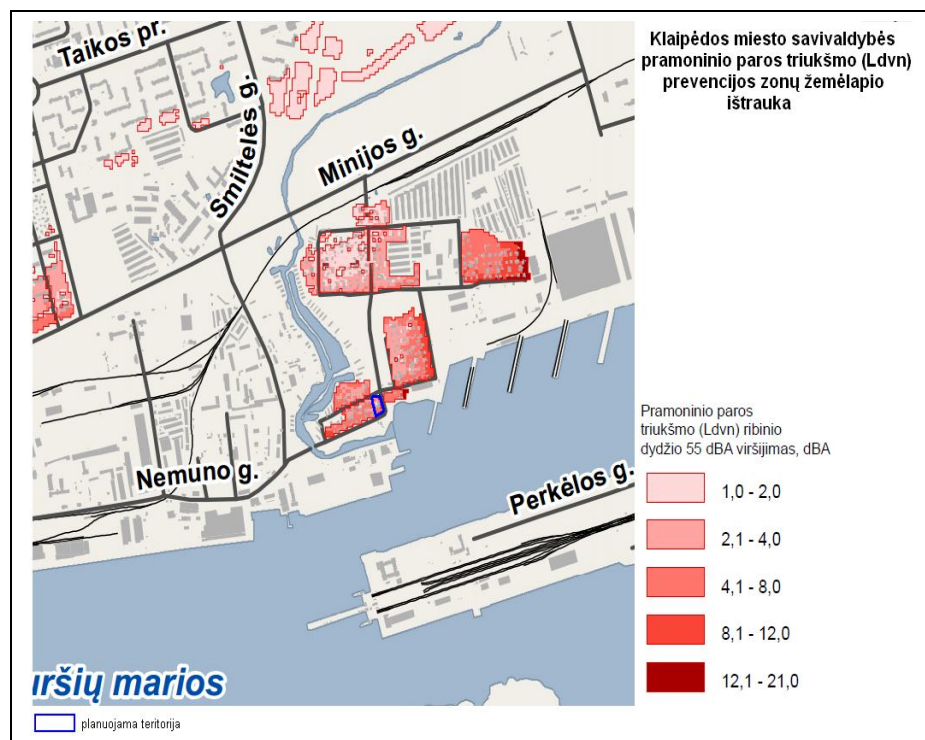 Klaipėdos miesto savivaldybės
pramoninio paros triukšmo (Ldvn)
prevencijos zonų žemėlapio
ištrauka
Taikos pr.
Smiltelės g.
Minijos g.
Nemuno g.
Perkėlos g.
uršių marios
Pramoninio paros
triukšmo (Ldvn) ribinio
dydžio 55 dBA viršijimas, dBA
1,0 - 2,0
2,1 - 4,0
4,1 - 8,0
8,1 - 12,0
12,1 - 21,0
planuojama teritorija